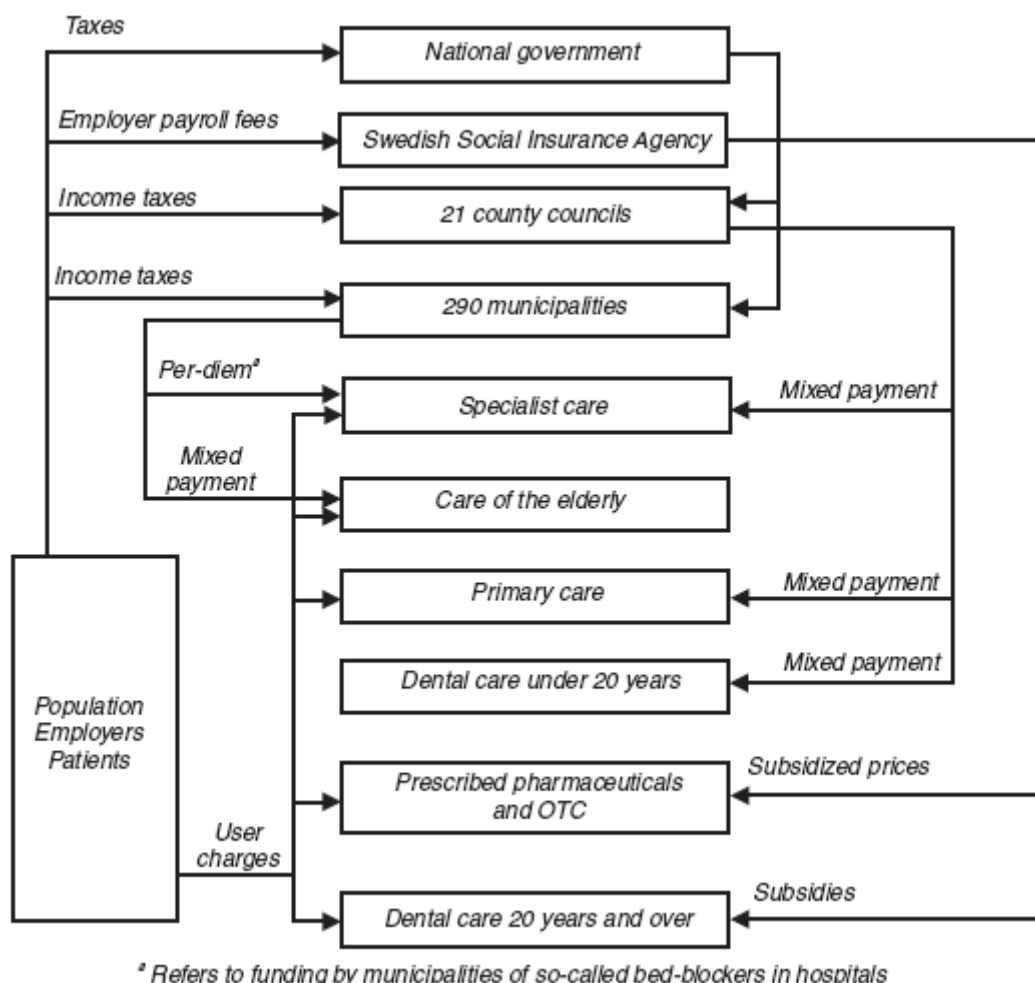 Taxes
National government
Employer payroll fees
Swedish Social Insurance Agency
Income taxes
21 county councils
Income taxes
290 municipalities
Per-diemª
Specialist care
Mixed payment
Mixed
payment
Care of the elderly
Primary care
Mixed payment
Dental care under 20 years
Mixed payment
Population
Employers
Patients
Prescribed pharmaceuticals
and OTC
Subsidized prices
User
charges
Dental care 20 years and over
Subsidies
ª Refers to funding by municipalities of so-called bed-blockers in hospitals